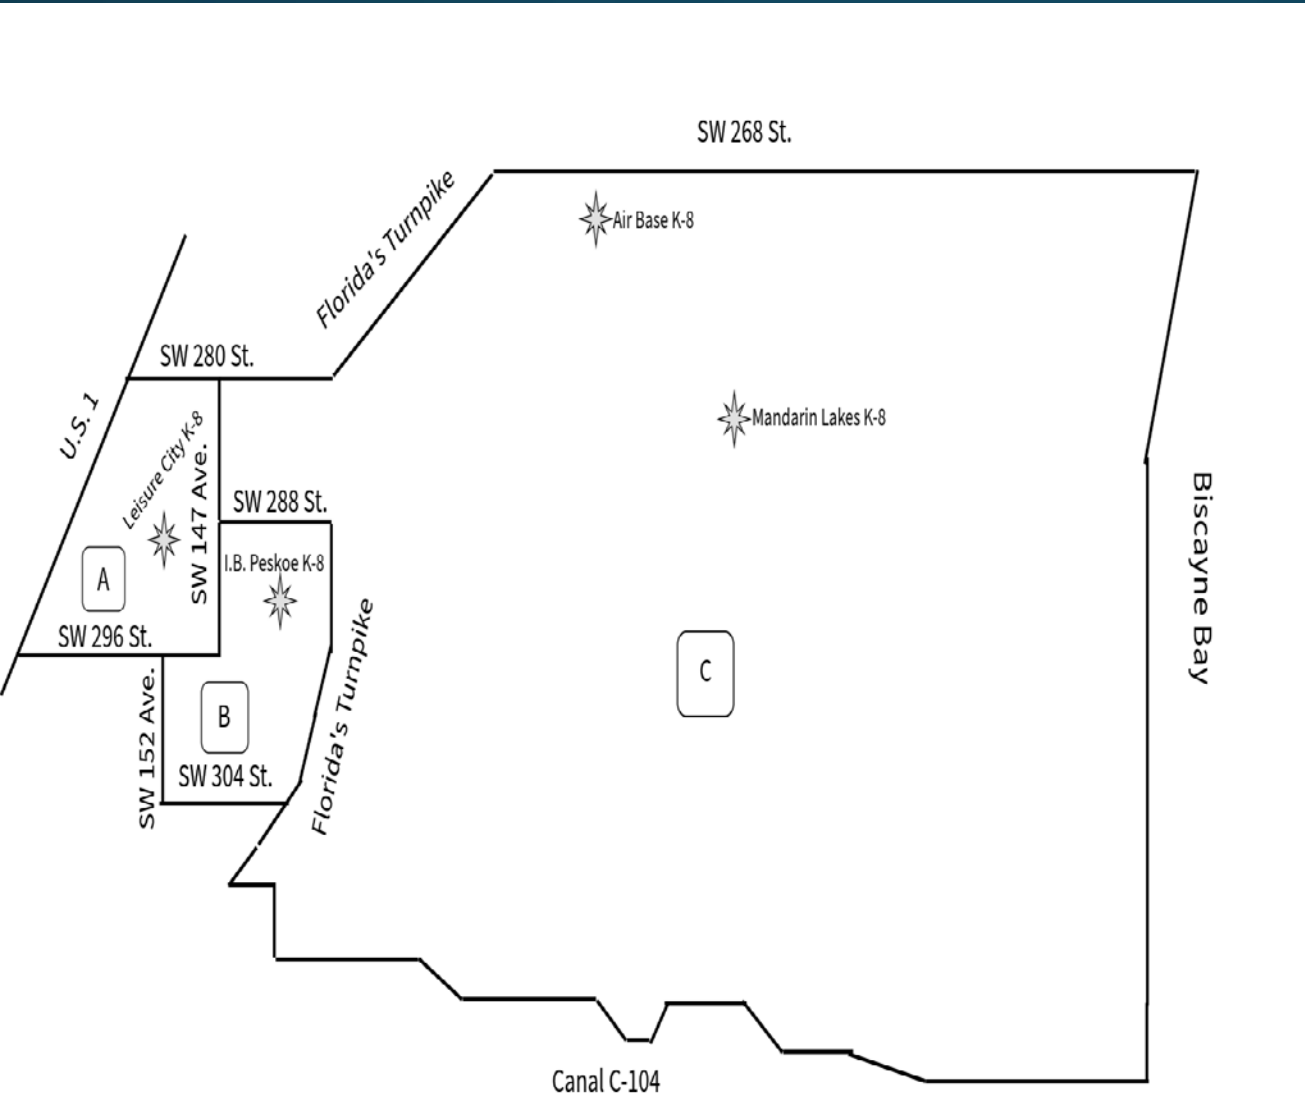 SW 268 St.
Florida's Turnpike
Air Base K-8
SW 280 St.
U.S. 1
Leisure City K-8
SW 147 Ave.
Mandarin Lakes K-8
SW 288 St.
I.B. Peskoe K-8
A
SW 296 St.
Biscayne Bay
C
SW 152 Ave.
B
SW 304 St.
Florida's Turnpike
Canal C-104